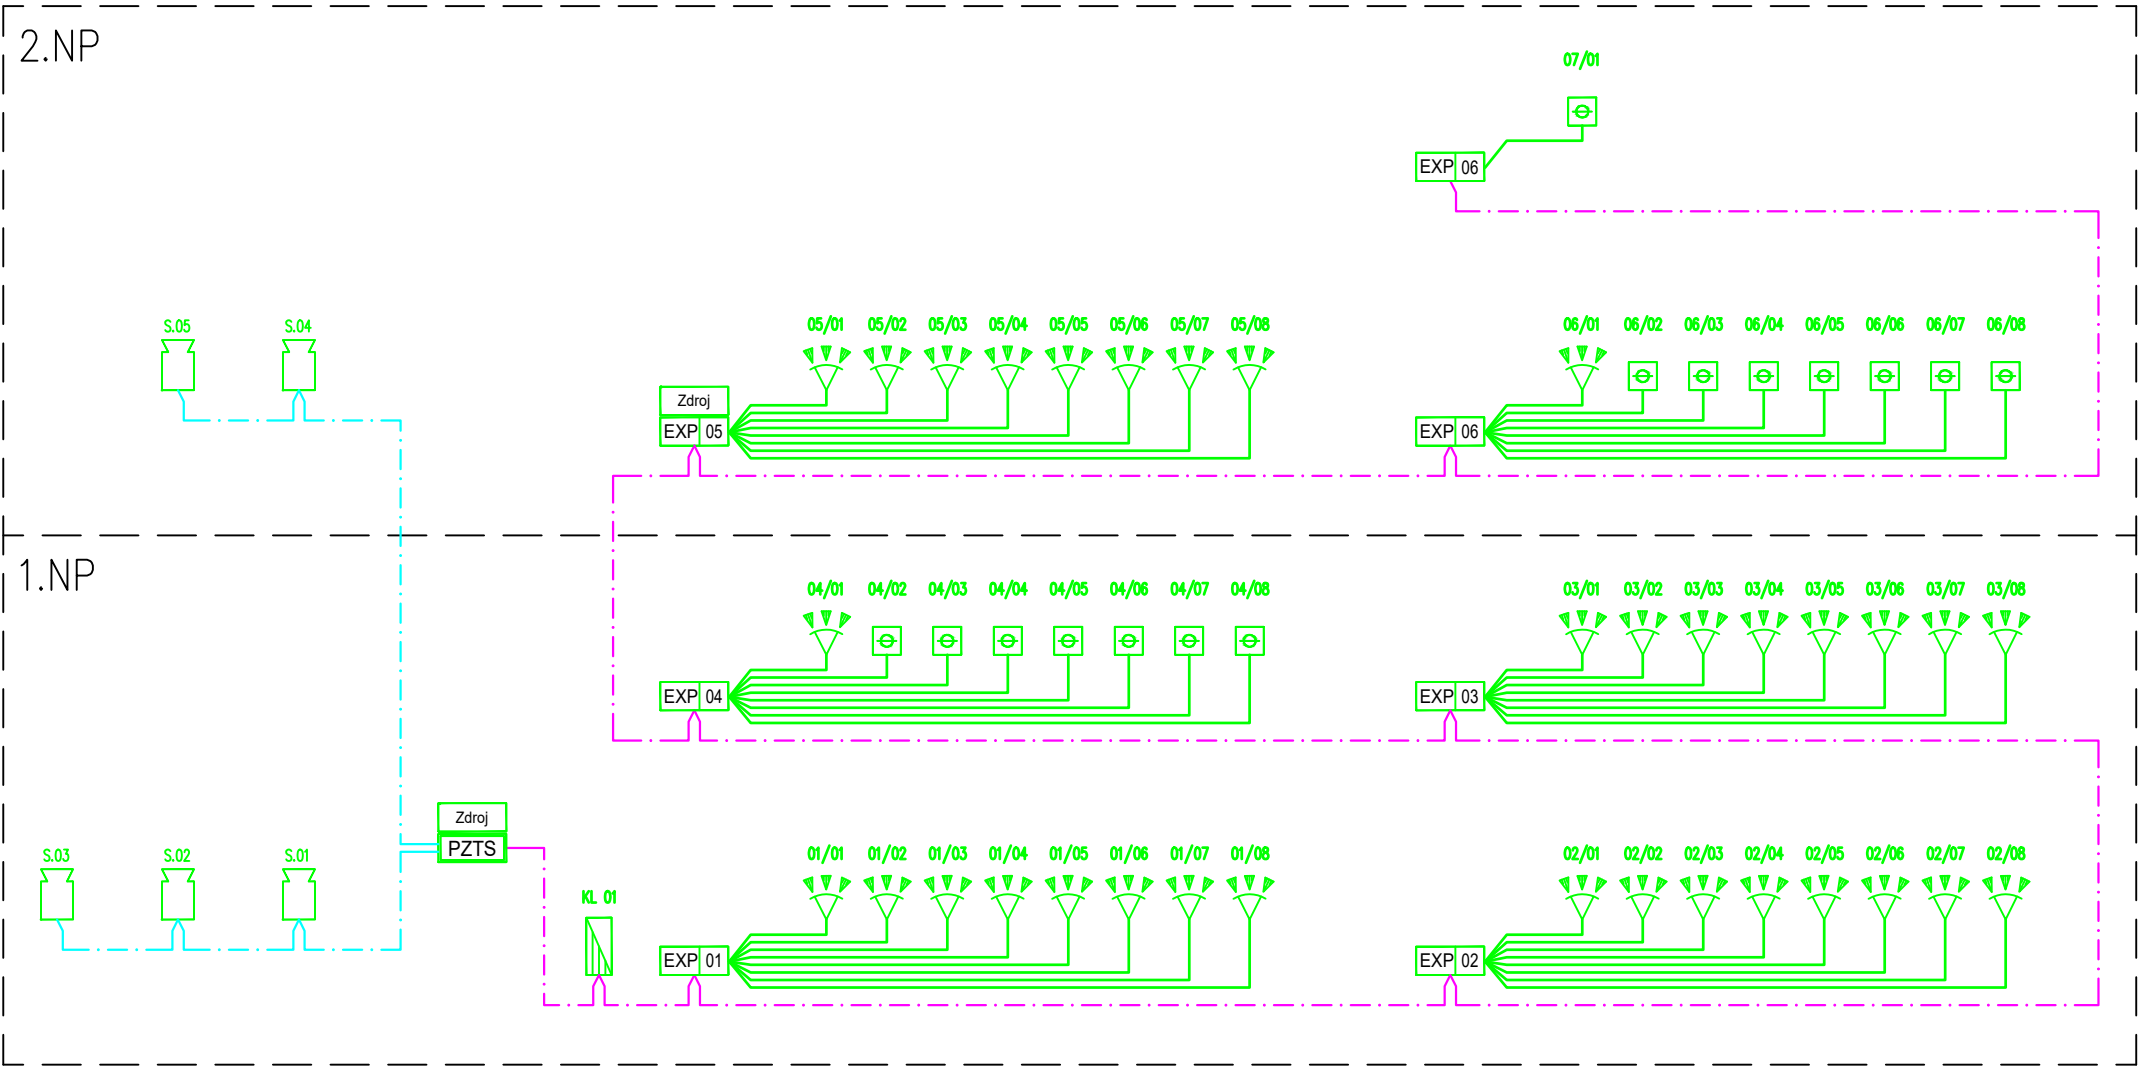 2.NP
07/01
EXP 06
S.05 S.04
05/01 05/02 05/03 05/04 05/05 05/06 05/07 05/08
06/01 06/02 06/03 06/04 06/05 06/06 06/07 06/08
Zdroj
EXP 05
EXP 06
1.NP
04/01 04/02 04/03 04/04 04/05 04/06 04/07 04/08
03/01 03/02 03/03 03/04 03/05 03/06 03/07 03/08
EXP 04
EXP 03
Zdroj
PZTS
S.03 S.02 S.01
KL 01
01/01 01/02 01/03 01/04 01/05 01/06 01/07 01/08
02/01 02/02 02/03 02/04 02/05 02/06 02/07 02/08
EXP 01
EXP 02